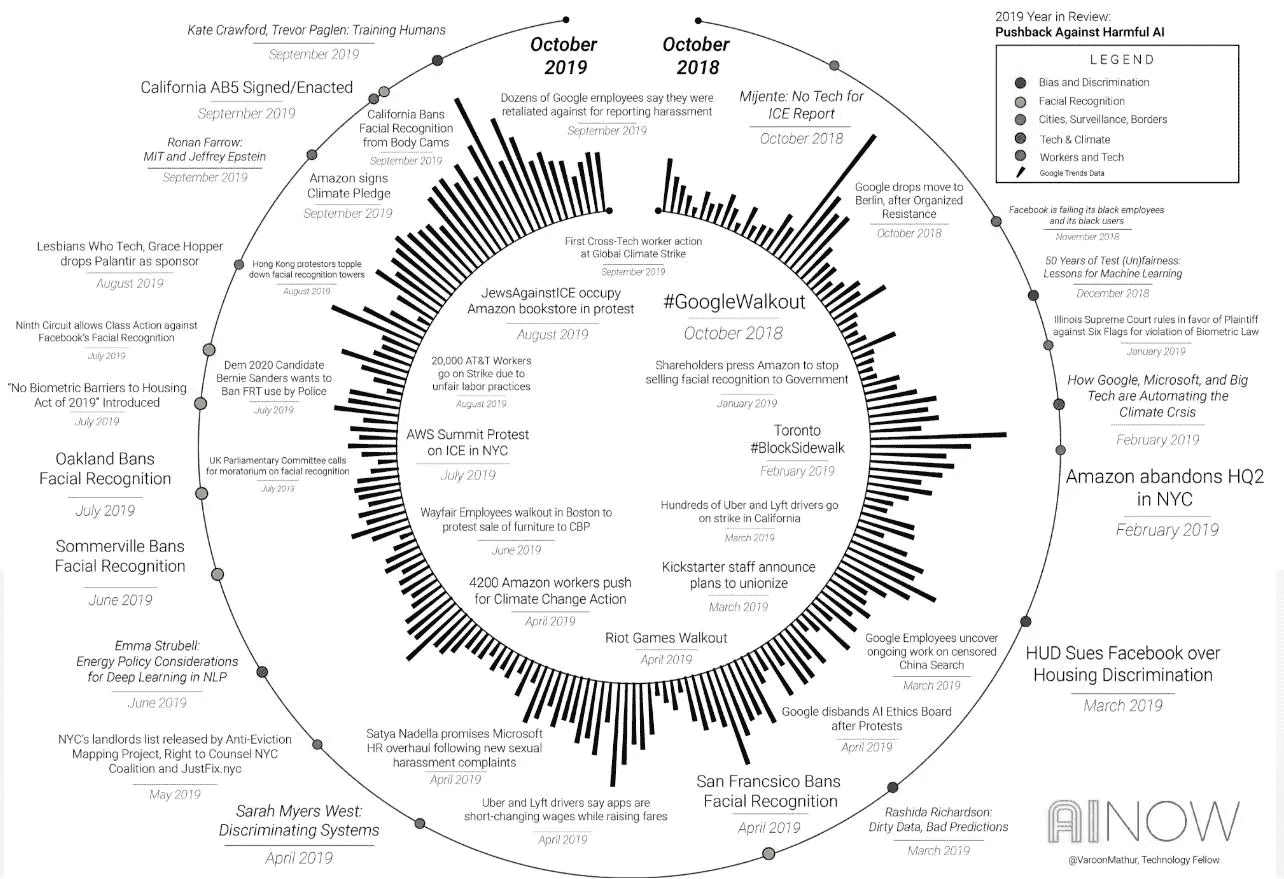 2019 Year in Review:
Pushback Against Harmful AI
LEGEND
Bias and Discrimination
Facial Recognition
Cities, Surveillance, Borders
Tech & Climate
Workers and Tech
Google Trends Data
October
2018
Mijente: No Tech for
ICE Report
October 2018
Google drops move to
Berlin, after Organized
Resistance
October 2018
Facebook is failing its black employees
and its black users
November 2018
50 Years of Test (Un)fairness:
Lessons for Machine Learning
December 2018
Illinois Supreme Court rules in favor of Plaintiff
against Six Flags for violation of Biometric Law
January 2019
How Google, Microsoft, and Big
Tech are Automating the
Climate Crsis
February 2019
Amazon abandons HQ2
in NYC
February 2019
HUD Sues Facebook over
Housing Discrimination
March 2019
Google Employees uncover
ongoing work on censored
China Search
March 2019
Google disbands AI Ethics Board
after Protests
April 2019
Rashida Richardson:
Dirty Data, Bad Predictions
March 2019
San Francsico Bans
Facial Recognition
April 2019
Uber and Lyft drivers say apps are
short-changing wages while raising fares
April 2019
Satya Nadella promises Microsoft
HR overhaul following new sexual
harassment complaints
April 2019
Sarah Myers West:
Discriminating Systems
April 2019
NYC's landlords list released by Anti-Eviction
Mapping Project, Right to Counsel NYC
Coalition and JustFix.nyc
May 2019
Emma Strubell:
Energy Policy Considerations
for Deep Learning in NLP
June 2019
Sommerville Bans
Facial Recognition
June 2019
Oakland Bans
Facial Recognition
July 2019
UK Parliamentary Committee calls
for moratorium on facial recognition
July 2019
"No Biometric Barriers to Housing
Act of 2019" Introduced
July 2019
Dem 2020 Candidate
Bernie Sanders wants to
Ban FRT use by Police
July 2019
Ninth Circuit allows Class Action against
Facebook's Facial Recognition
July 2019
Hong Kong protestors topple
down facial recognition towers
August 2019
Lesbians Who Tech, Grace Hopper
drops Palantir as sponsor
August 2019
Amazon signs
Climate Pledge
September 2019
Ronan Farrow:
MIT and Jeffrey Epstein
September 2019
California Bans
Facial Recognition
from Body Cams
September 2019
California AB5 Signed/Enacted
September 2019
Kate Crawford, Trevor Paglen: Training Humans
September 2019
October
2019
Dozens of Google employees say they were
retaliated against for reporting harassment
September 2019
First Cross-Tech worker action
at Global Climate Strike
September 2019
#GoogleWalkout
October 2018
Shareholders press Amazon to stop
selling facial recognition to Government
January 2019
Toronto
#BlockSidewalk
February 2019
Hundreds of Uber and Lyft drivers go
on strike in California
March 2019
Kickstarter staff announce
plans to unionize
March 2019
Riot Games Walkout
April 2019
4200 Amazon workers push
for Climate Change Action
April 2019
Wayfair Employees walkout in Boston to
protest sale of furniture to CBP
June 2019
AWS Summit Protest
on ICE in NYC
July 2019
20,000 AT&T Workers
go on Strike due to
unfair labor practices
August 2019
JewsAgainstICE occupy
Amazon bookstore in protest
August 2019
AINOW
@VaroonMathur, Technology Fellow